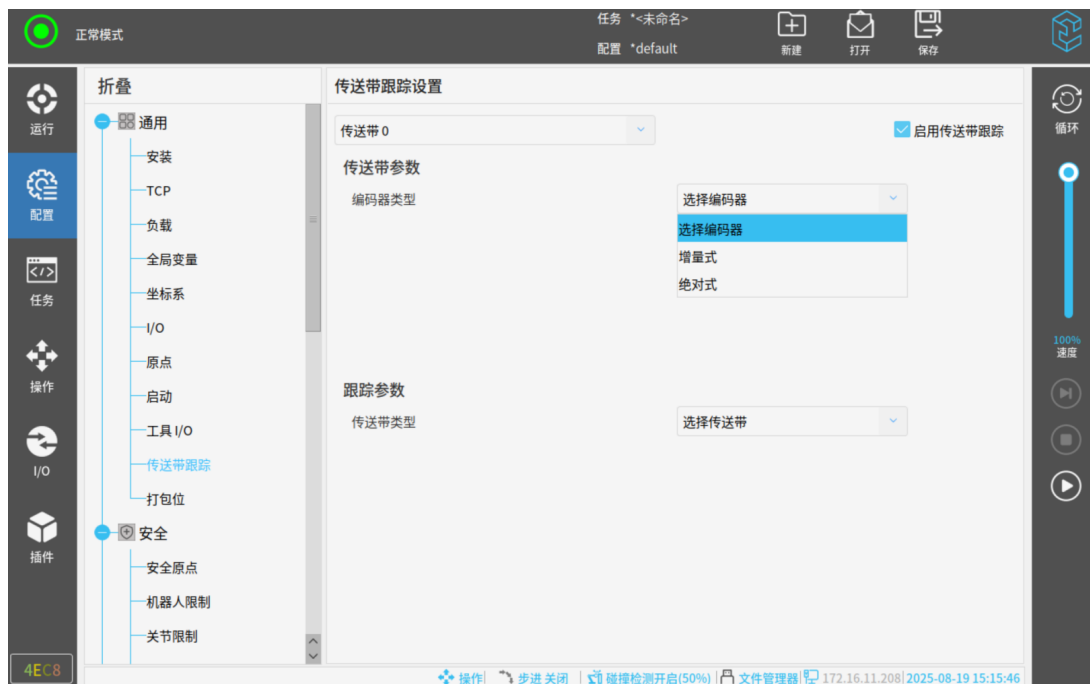 正常模式
任务 *<未命名>
配置 *default
新建
打开
保存
运行
配置
任务
操作
I/O
插件
4EC8
折叠
通用
安装
TCP
负载
全局变量
坐标系
I/O
原点
启动
工具 I/O
传送带跟踪
打包位
安全
安全原点
机器人限制
关节限制
传送带跟踪设置
传送带 0
启用传送带跟踪
传送带参数
编码器类型
选择编码器
选择编码器
增量式
绝对式
跟踪参数
传送带类型
选择传送带
循环
100%
速度
操作
步进 关闭
碰撞检测开启(50%)
文件管理器
172.16.11.208
2025-08-19 15:15:46